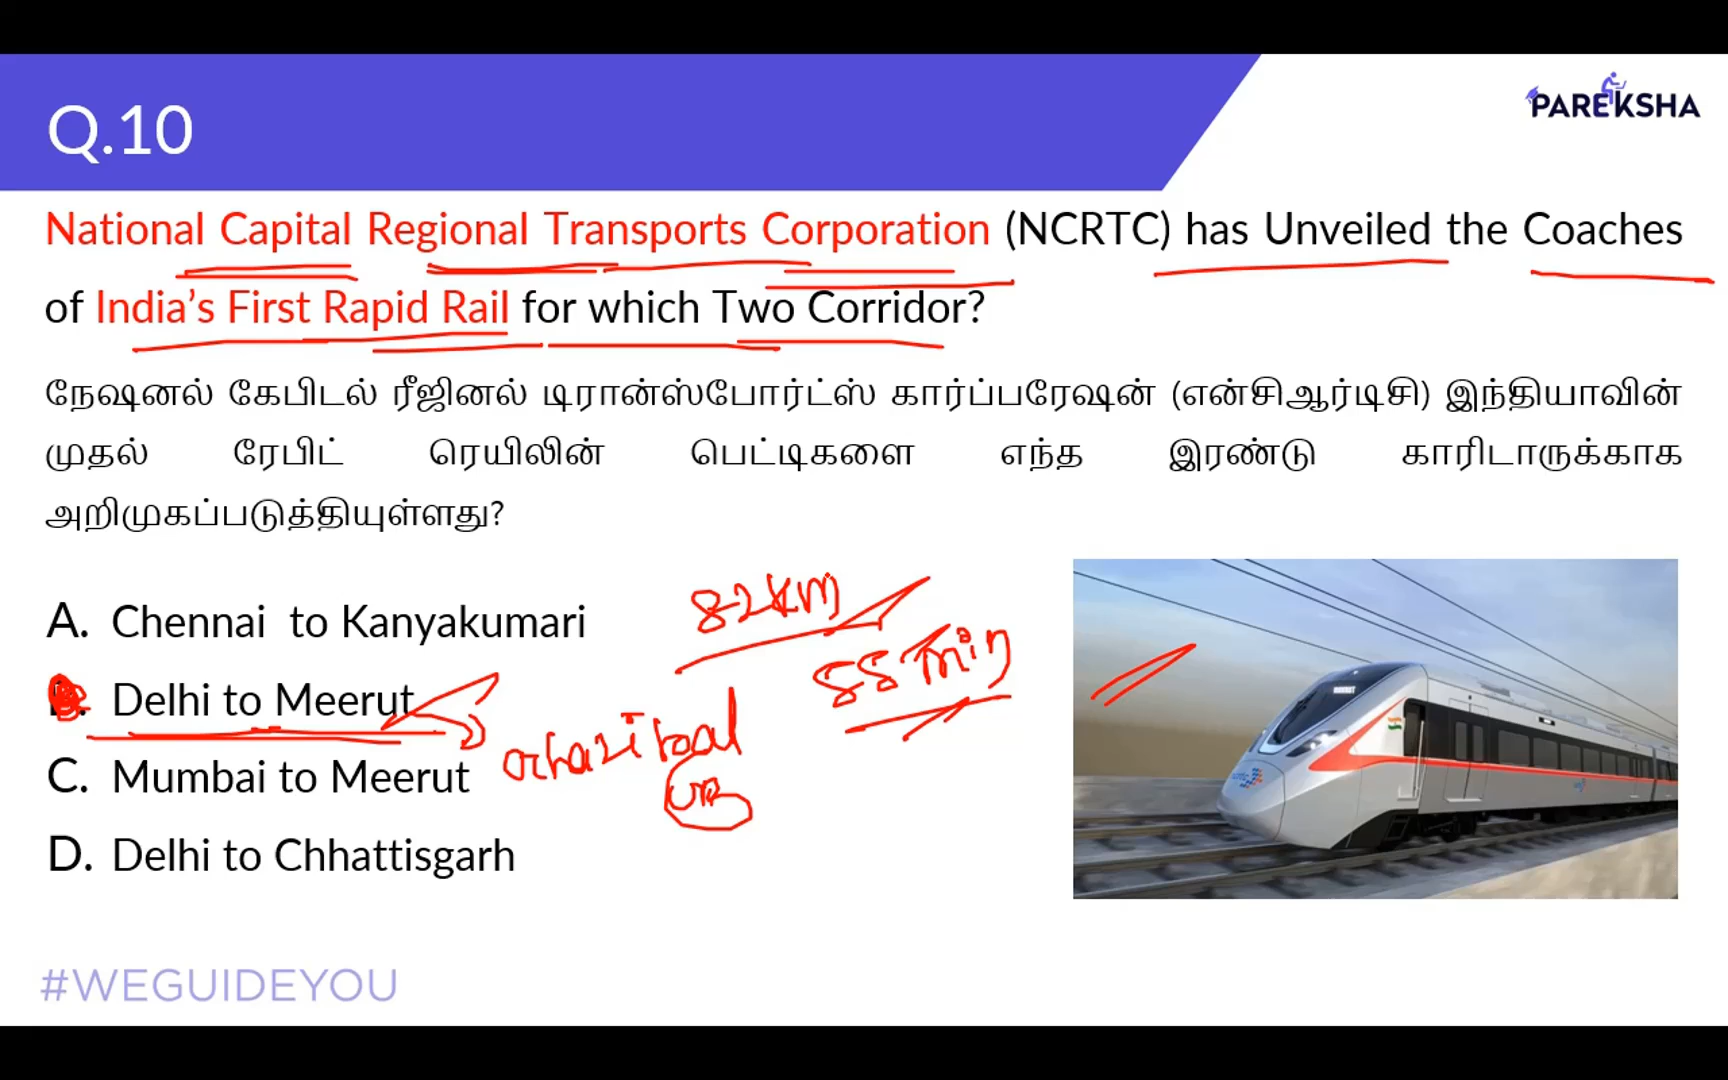 Q.10
PAREKSHA
National Capital Regional Transports Corporation (NCRTC) has Unveiled the Coaches
of India's First Rapid Rail for which Two Corridor?
நேஷனல் கேபிடல் ரீஜினல் டிரான்ஸ்போர்ட்ஸ் கார்ப்பரேஷன் (என்சிஆர்டிசி) இந்தியாவின்
முதல் ரேபிட் ரெயிலின் பெட்டிகளை எந்த இரண்டு காரிடாருக்காக
அறிமுகப்படுத்தியுள்ளது?
A. Chennai to Kanyakumari
82km
Delhi to Meerut
min
C. Mumbai to Meerut
D. Delhi to Chhattisgarh
#WEGUIDEYOU